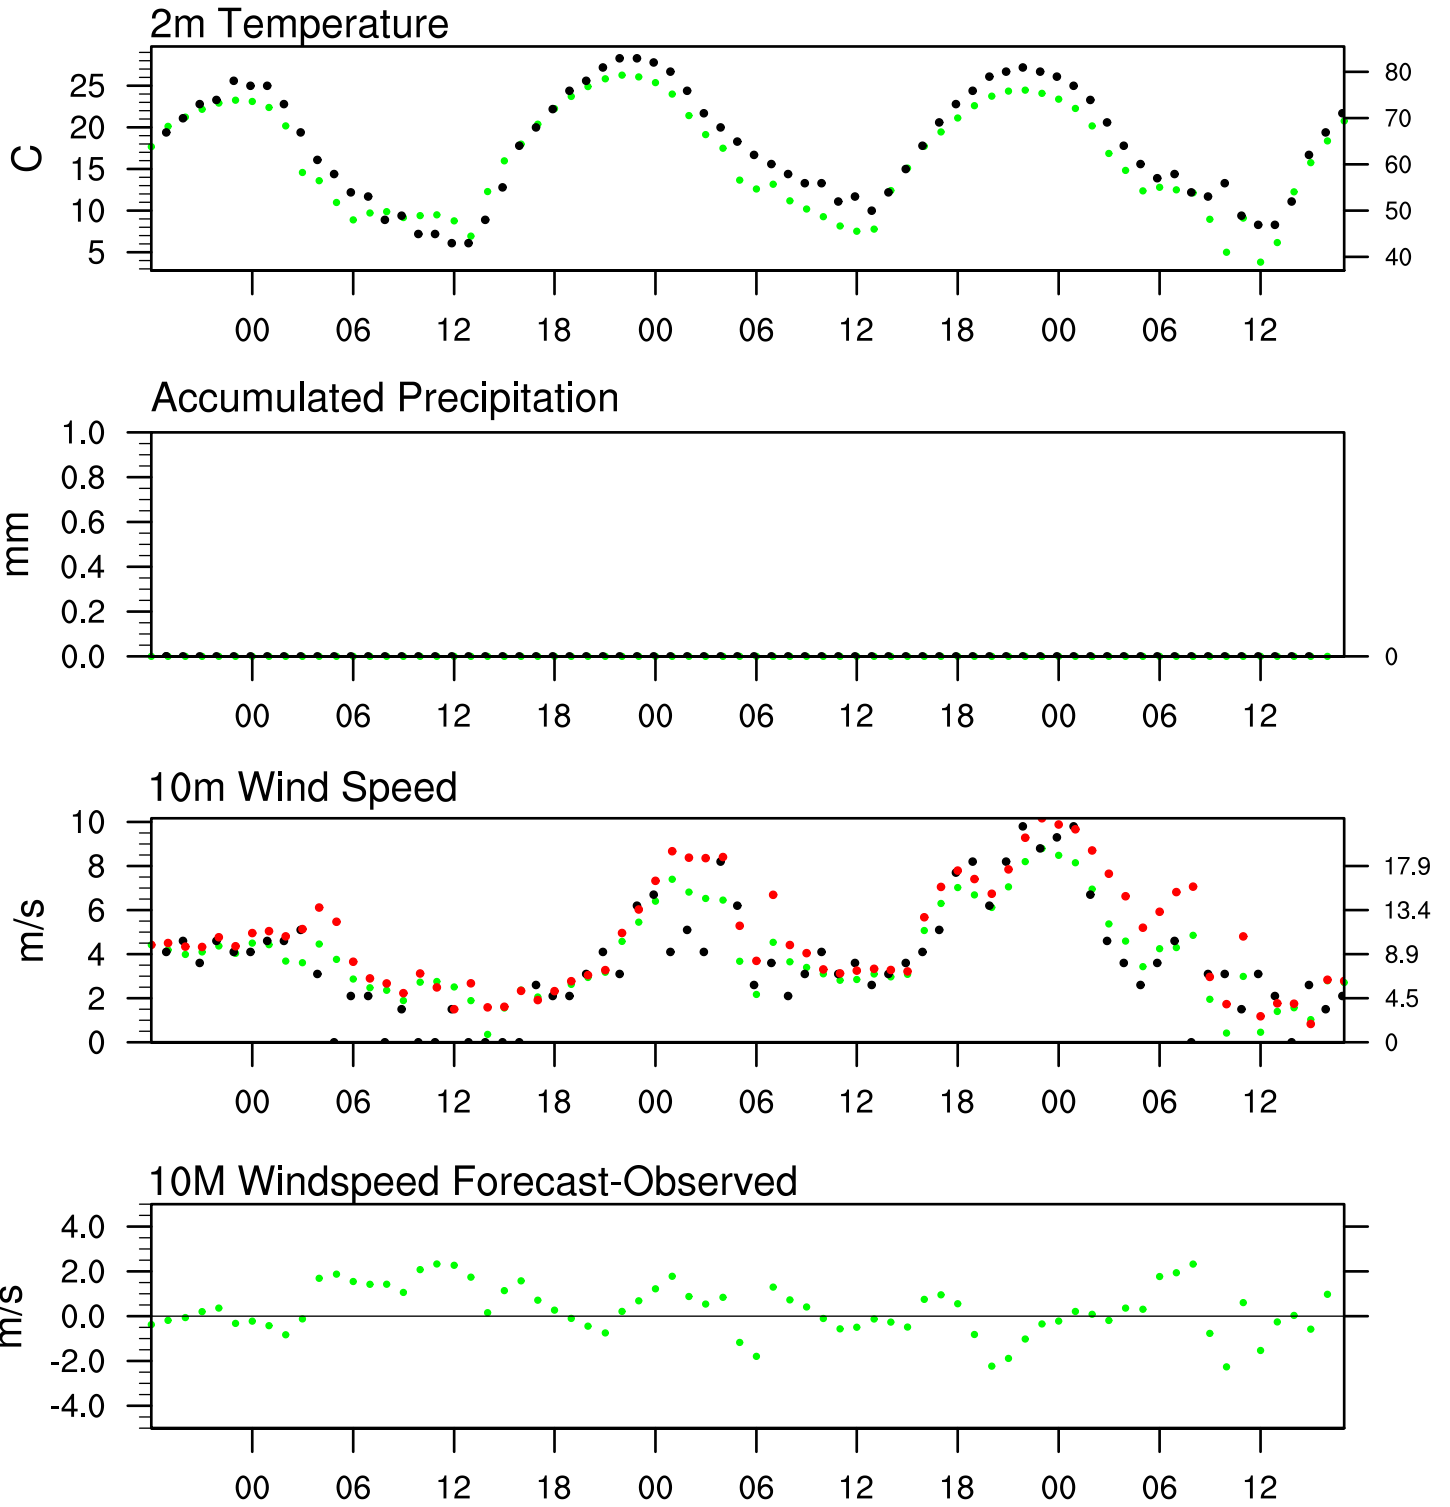 2m Temperature
25 80
20 70
15 60
10 50
5 40
C
00 06 12 18 00 06 12 18 00 06 12
Accumulated Precipitation
1.0
0.8
0.6
0.4
0.2
0.0 0
mm
00 06 12 18 00 06 12 18 00 06 12
10m Wind Speed
10
8 17.9
6 13.4
4 8.9
2 4.5
0 0
m/s
00 06 12 18 00 06 12 18 00 06 12
10M Windspeed Forecast-Observed
4.0
2.0
0.0
-2.0
-4.0
m/s
00 06 12 18 00 06 12 18 00 06 12